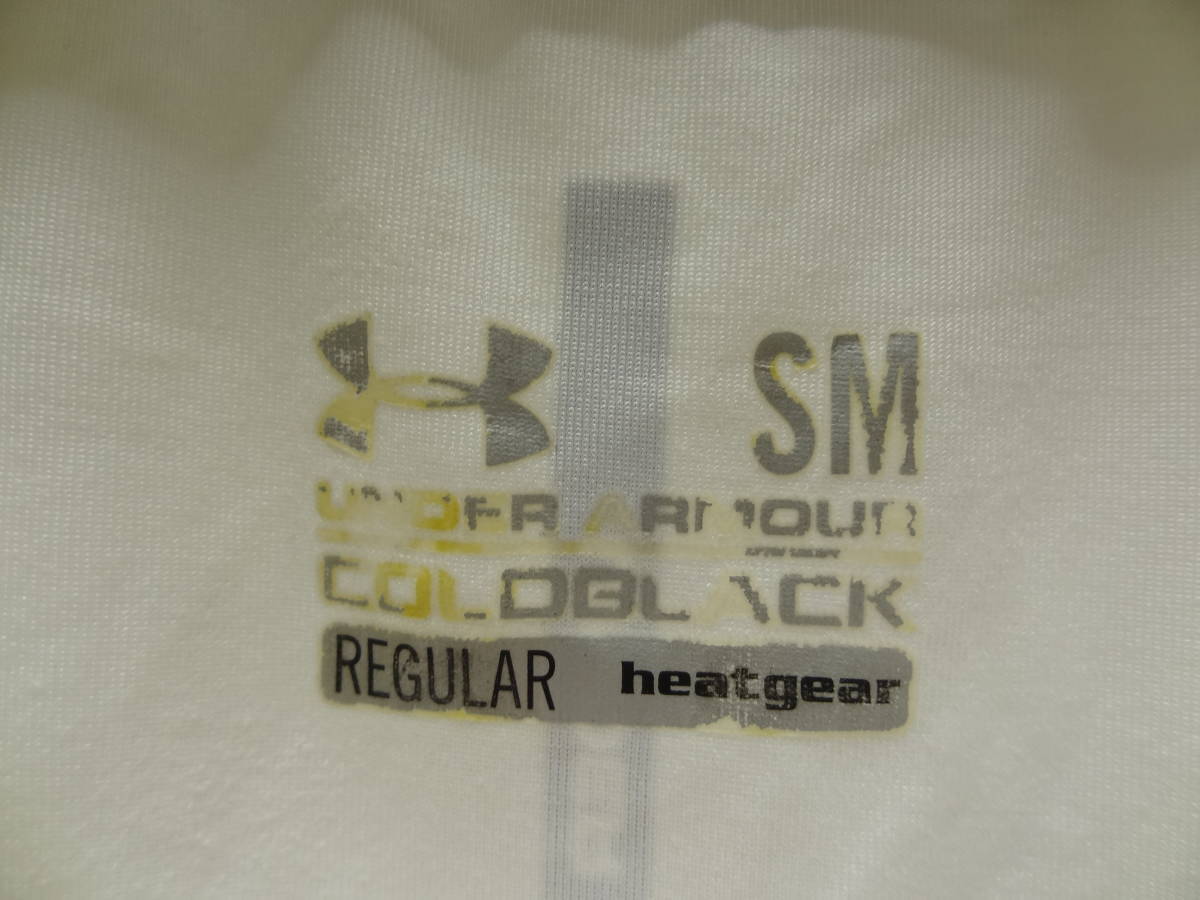 SM
UNDER ARMOUR
COLDBLACK
REGULAR heatgear